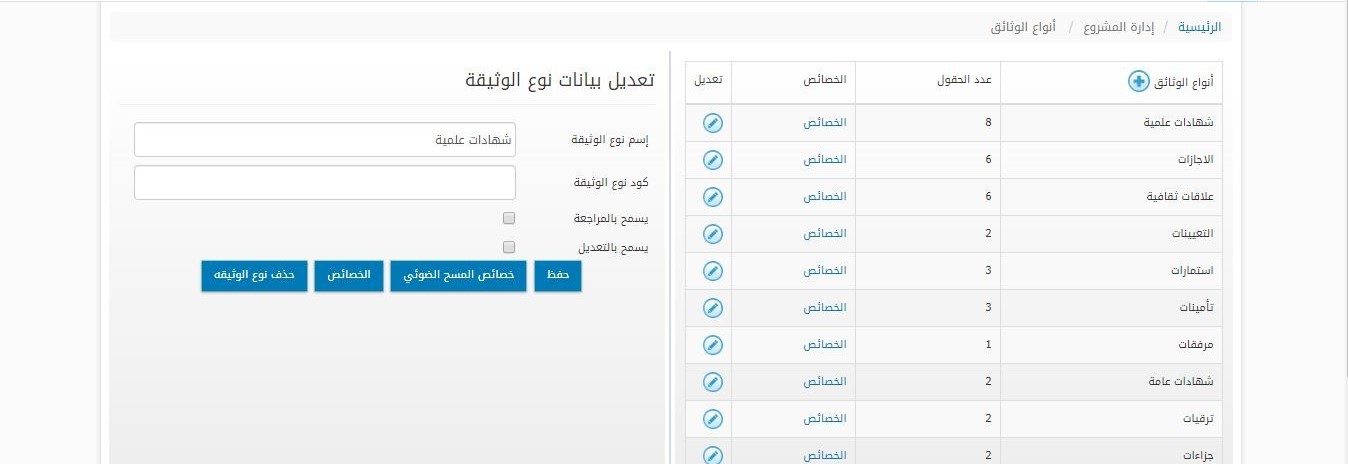 الرئيسية / إدارة المشروع / أنواع الوثائق
أنواع الوثائق عدد الحقول الخصائص تعديل
شهادات علمية 8 الخصائص
الاجازات 6 الخصائص
علاقات ثقافية 6 الخصائص
التعيينات 2 الخصائص
استمارات 3 الخصائص
تأمينات 3 الخصائص
مرفقات 1 الخصائص
شهادات عامة 2 الخصائص
ترقيات 2 الخصائص
جزاءات 2 الخصائص
تعديل بيانات نوع الوثيقة
إسم نوع الوثيقة شهادات علمية
كود نوع الوثيقة
يسمح بالمراجعة
يسمح بالتعديل
حفظ خصائص المسح الضوئي الخصائص حذف نوع الوثيقه